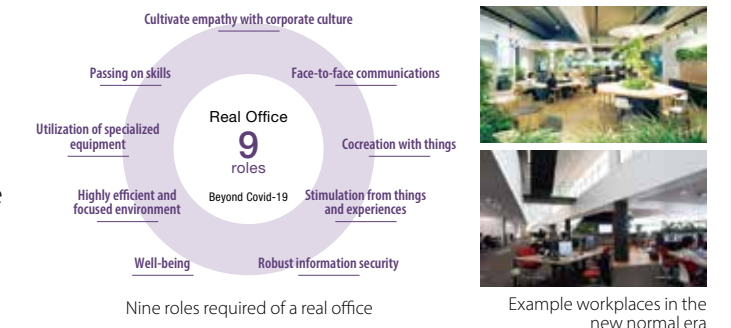 Cultivate empathy with corporate culture
Passing on skills
Face-to-face communications
Utilization of specialized
equipment
Real Office
9
roles
Beyond Covid-19
Cocreation with things
Highly efficient and
focused environment
Stimulation from things
and experiences
Well-being
Robust information security
Nine roles required of a real office
Example workplaces in the
new normal era